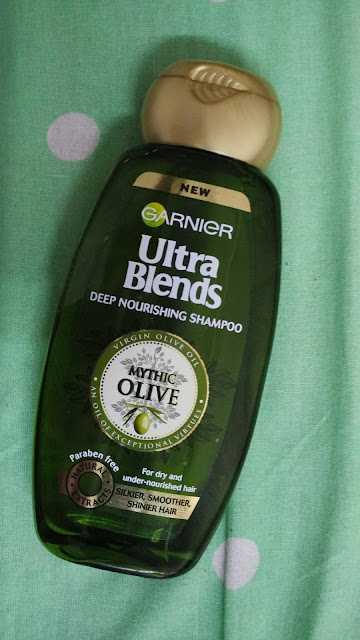 NEW
GARNIER
Ultra
Blends
DEEP NOURISHING SHAMPOO
VIRGIN OLIVE OIL
MYTHIC
OLIVE
AN OIL OF EXCEPTIONAL VIRTUES
Paraben free
NATURAL
EXTRACTS
For dry and
under-nourished hair
SILKIER, SMOOTHER,
SHINIER HAIR